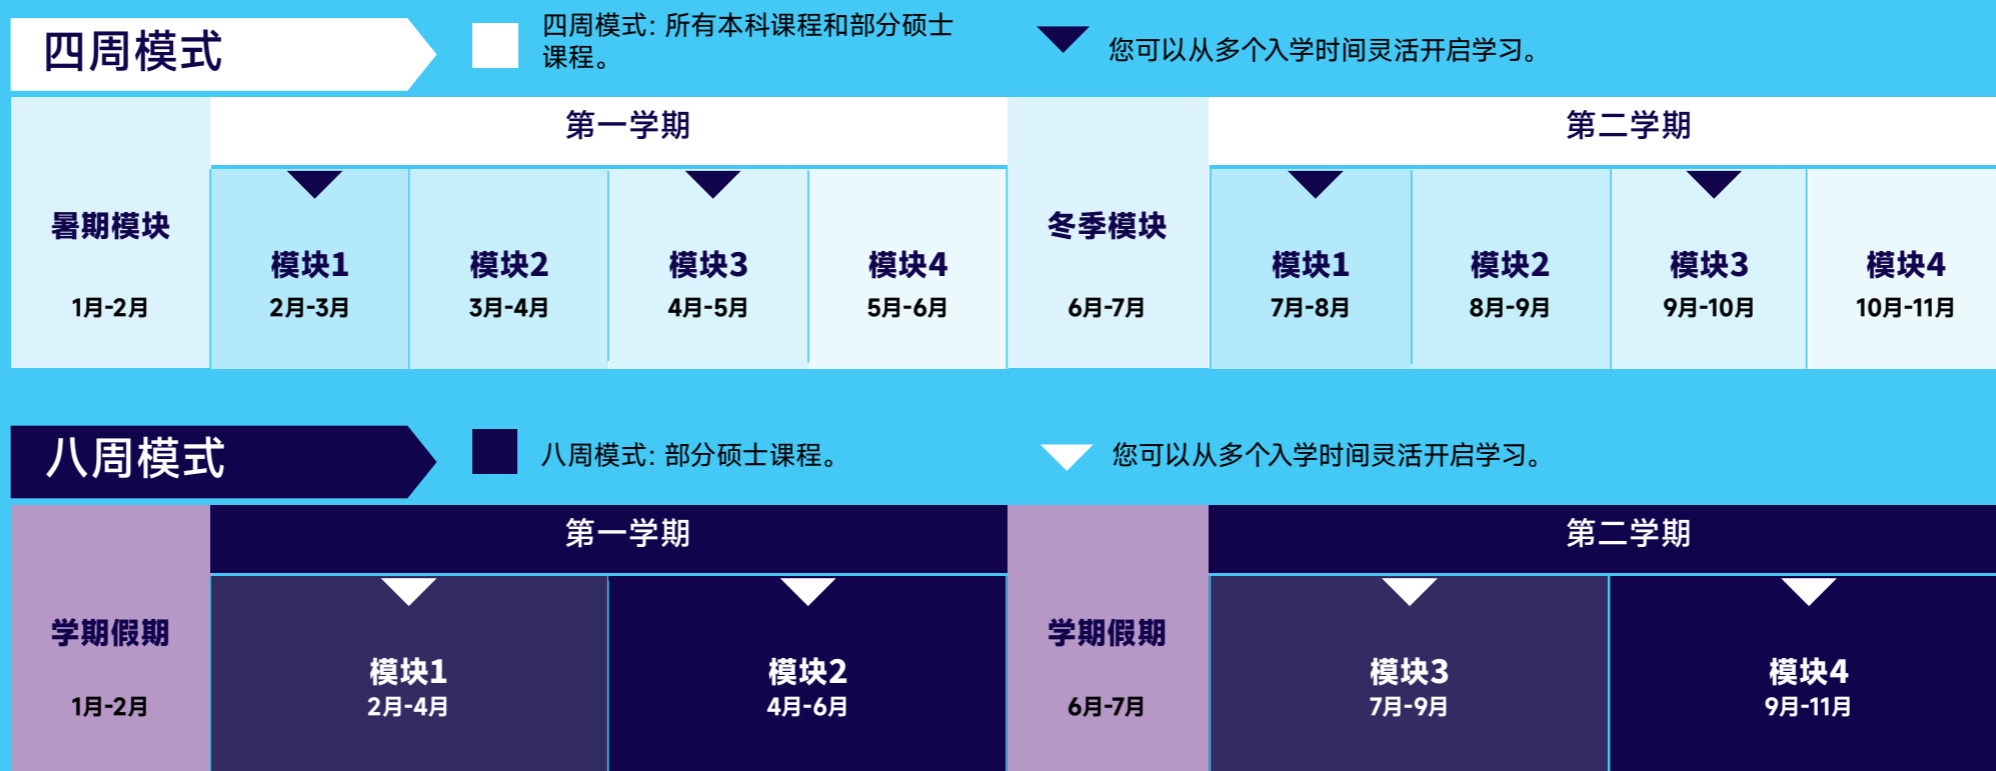 四周模式
四周模式: 所有本科课程和部分硕士
课程。
您可以从多个入学时间灵活开启学习。
第一学期
第二学期
暑期模块
1月-2月
模块1
2月-3月
模块2
3月-4月
模块3
4月-5月
模块4
5月-6月
冬季模块
6月-7月
模块1
7月-8月
模块2
8月-9月
模块3
9月-10月
模块4
10月-11月
八周模式
八周模式: 部分硕士课程。
您可以从多个入学时间灵活开启学习。
第一学期
第二学期
学期假期
1月-2月
模块1
2月-4月
模块2
4月-6月
学期假期
6月-7月
模块3
7月-9月
模块4
9月-11月